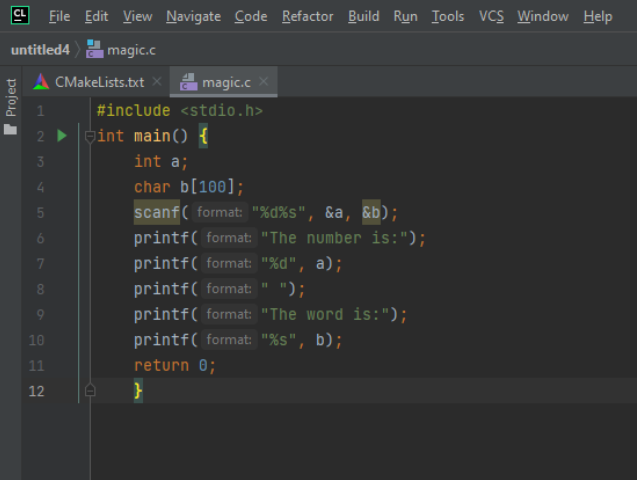 CL File Edit View Navigate Code Refactor Build Run Tools VCS Window Help
untitled4 magic.c
CMakeLists.txt magic.c
Project
1 #include <stdio.h>
2 int main() {
3 int a;
4 char b[100];
5 scanf( format: "%d%s", &a, &b);
6 printf( format: "The number is:");
7 printf( format: "%d", a);
8 printf( format: " ");
9 printf( format: "The word is:");
10 printf( format: "%s", b);
11 return 0;
12 }